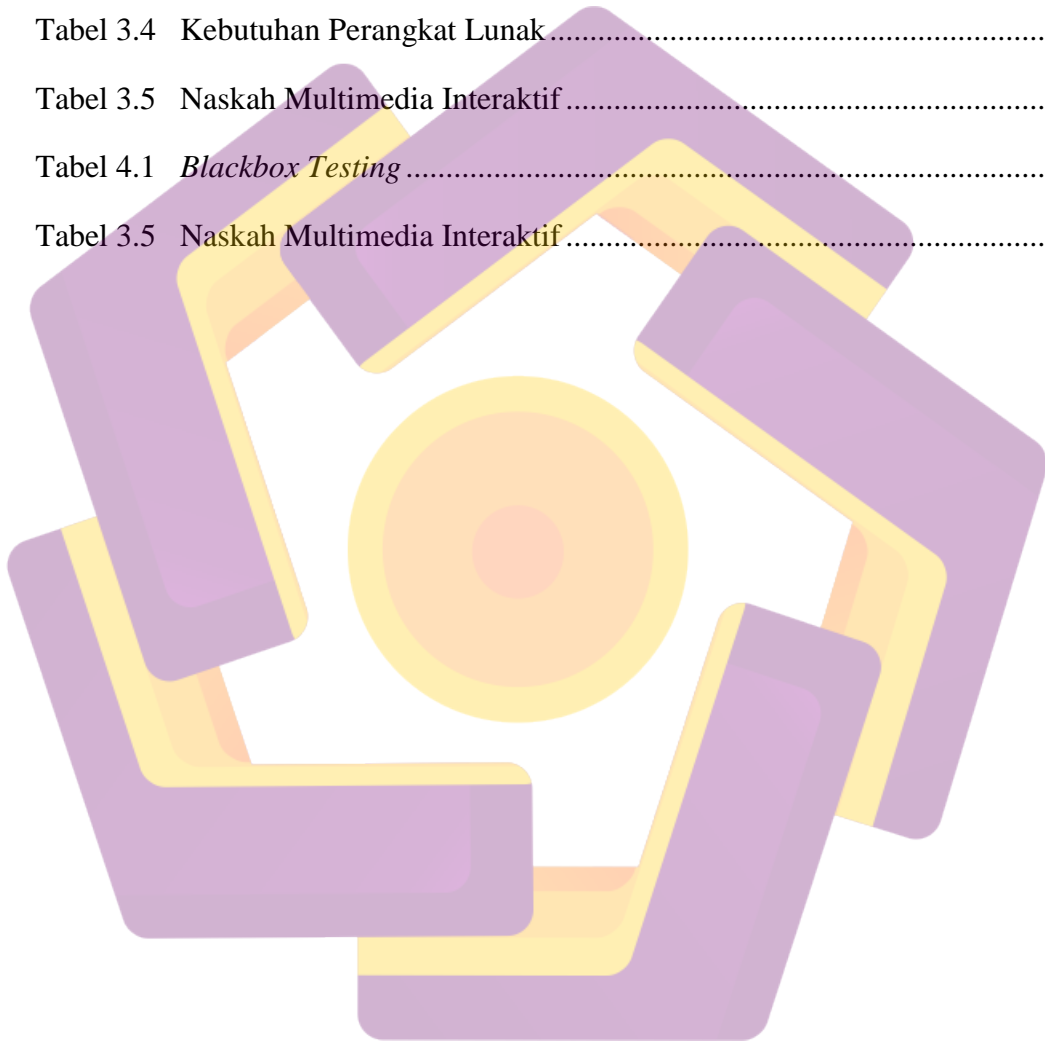 Tabel 3.4 Kebutuhan Perangkat Lunak............................................................
Tabel 3.5 Naskah Multimedia Interaktif..........................................................
Tabel 4.1 Blackbox Testing..............................................................................
Tabel 3.5 Naskah Multimedia Interaktif..........................................................